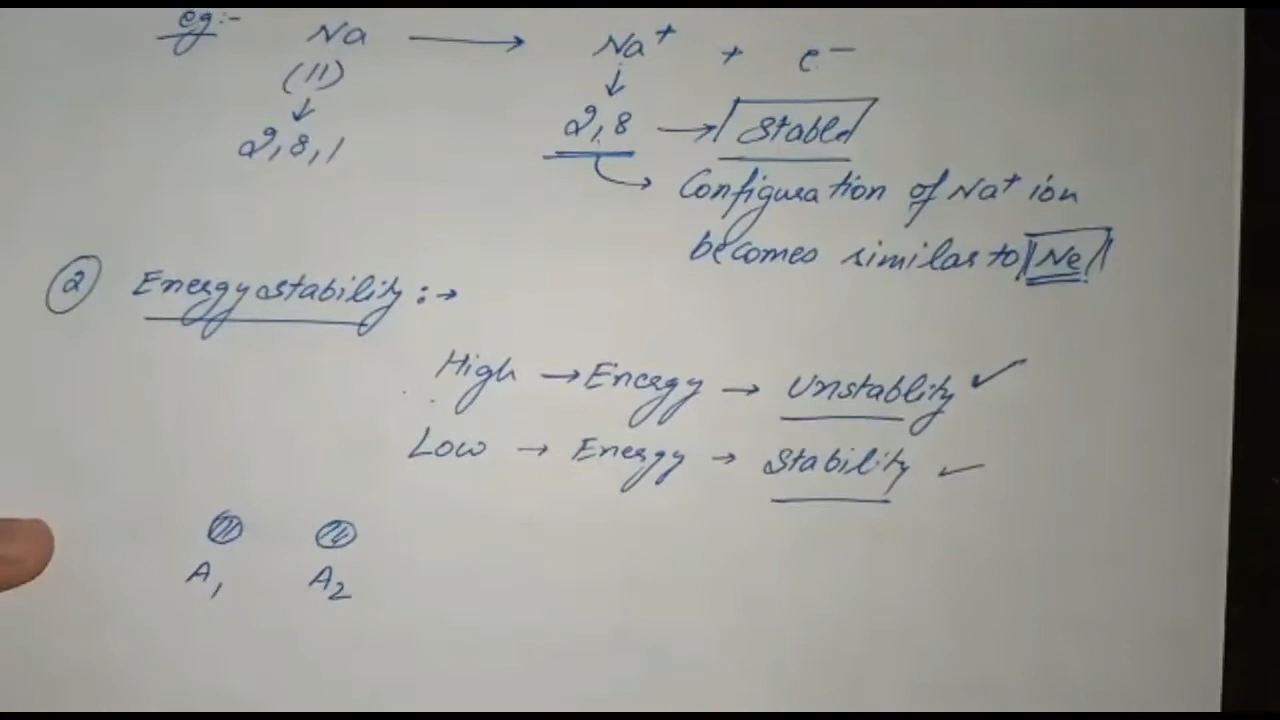 eg:- Na → Na⁺ + e⁻
(11) ↓
↓ 2,8 → Stable
2,8,1
Configuration of Na⁺ ion
becomes similar to Ne
② Energy stability :→
High → Energy → Unstablity ✓
Low → Energy → Stability ✓
A₁ A₂